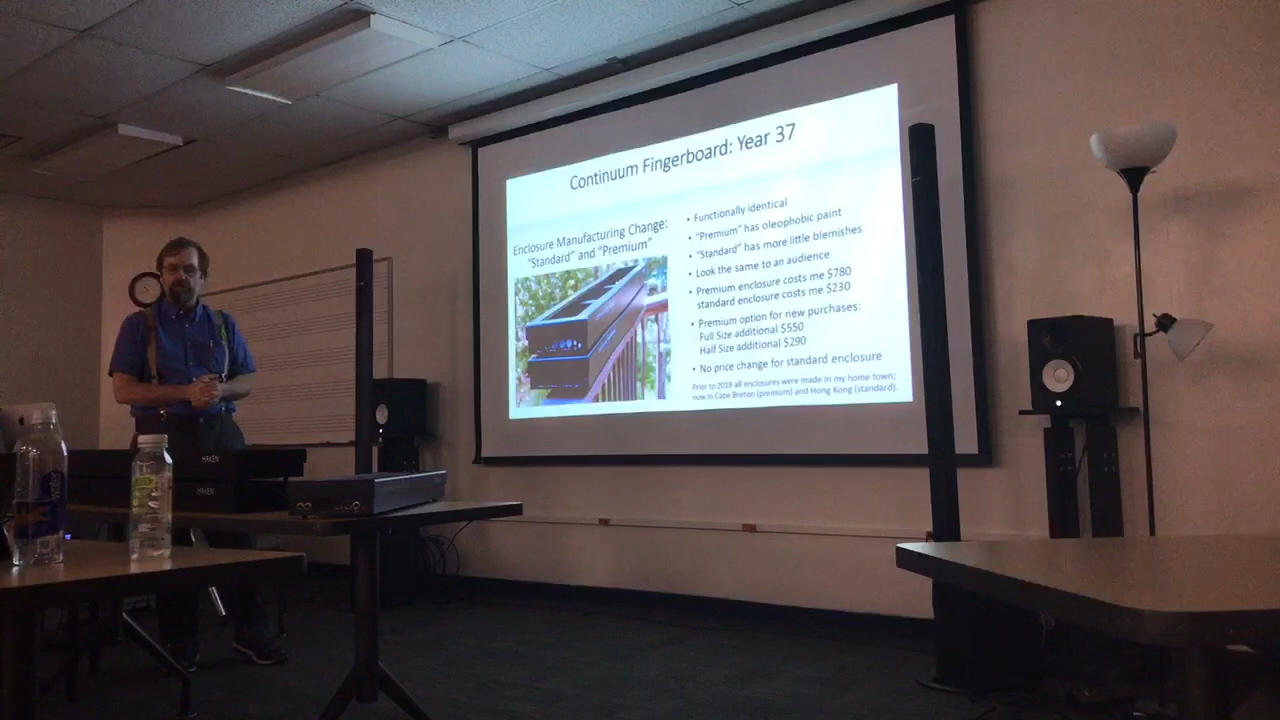 Continuum Fingerboard: Year 37
Enclosure Manufacturing Change:
"Standard" and "Premium"
• Functionally identical
• "Premium" has oleophobic paint
• "Standard" has more little blemishes
• Look the same to an audience
• Premium enclosure costs me $780
standard enclosure costs me $230
• Premium option for new purchases:
Full Size additional $550
Half Size additional $290
• No price change for standard enclosure
Prior to 2018 all enclosures were made in my home town;
now in Cape Breton (premium) and Hong Kong (standard).
HAKEN
HAKEN